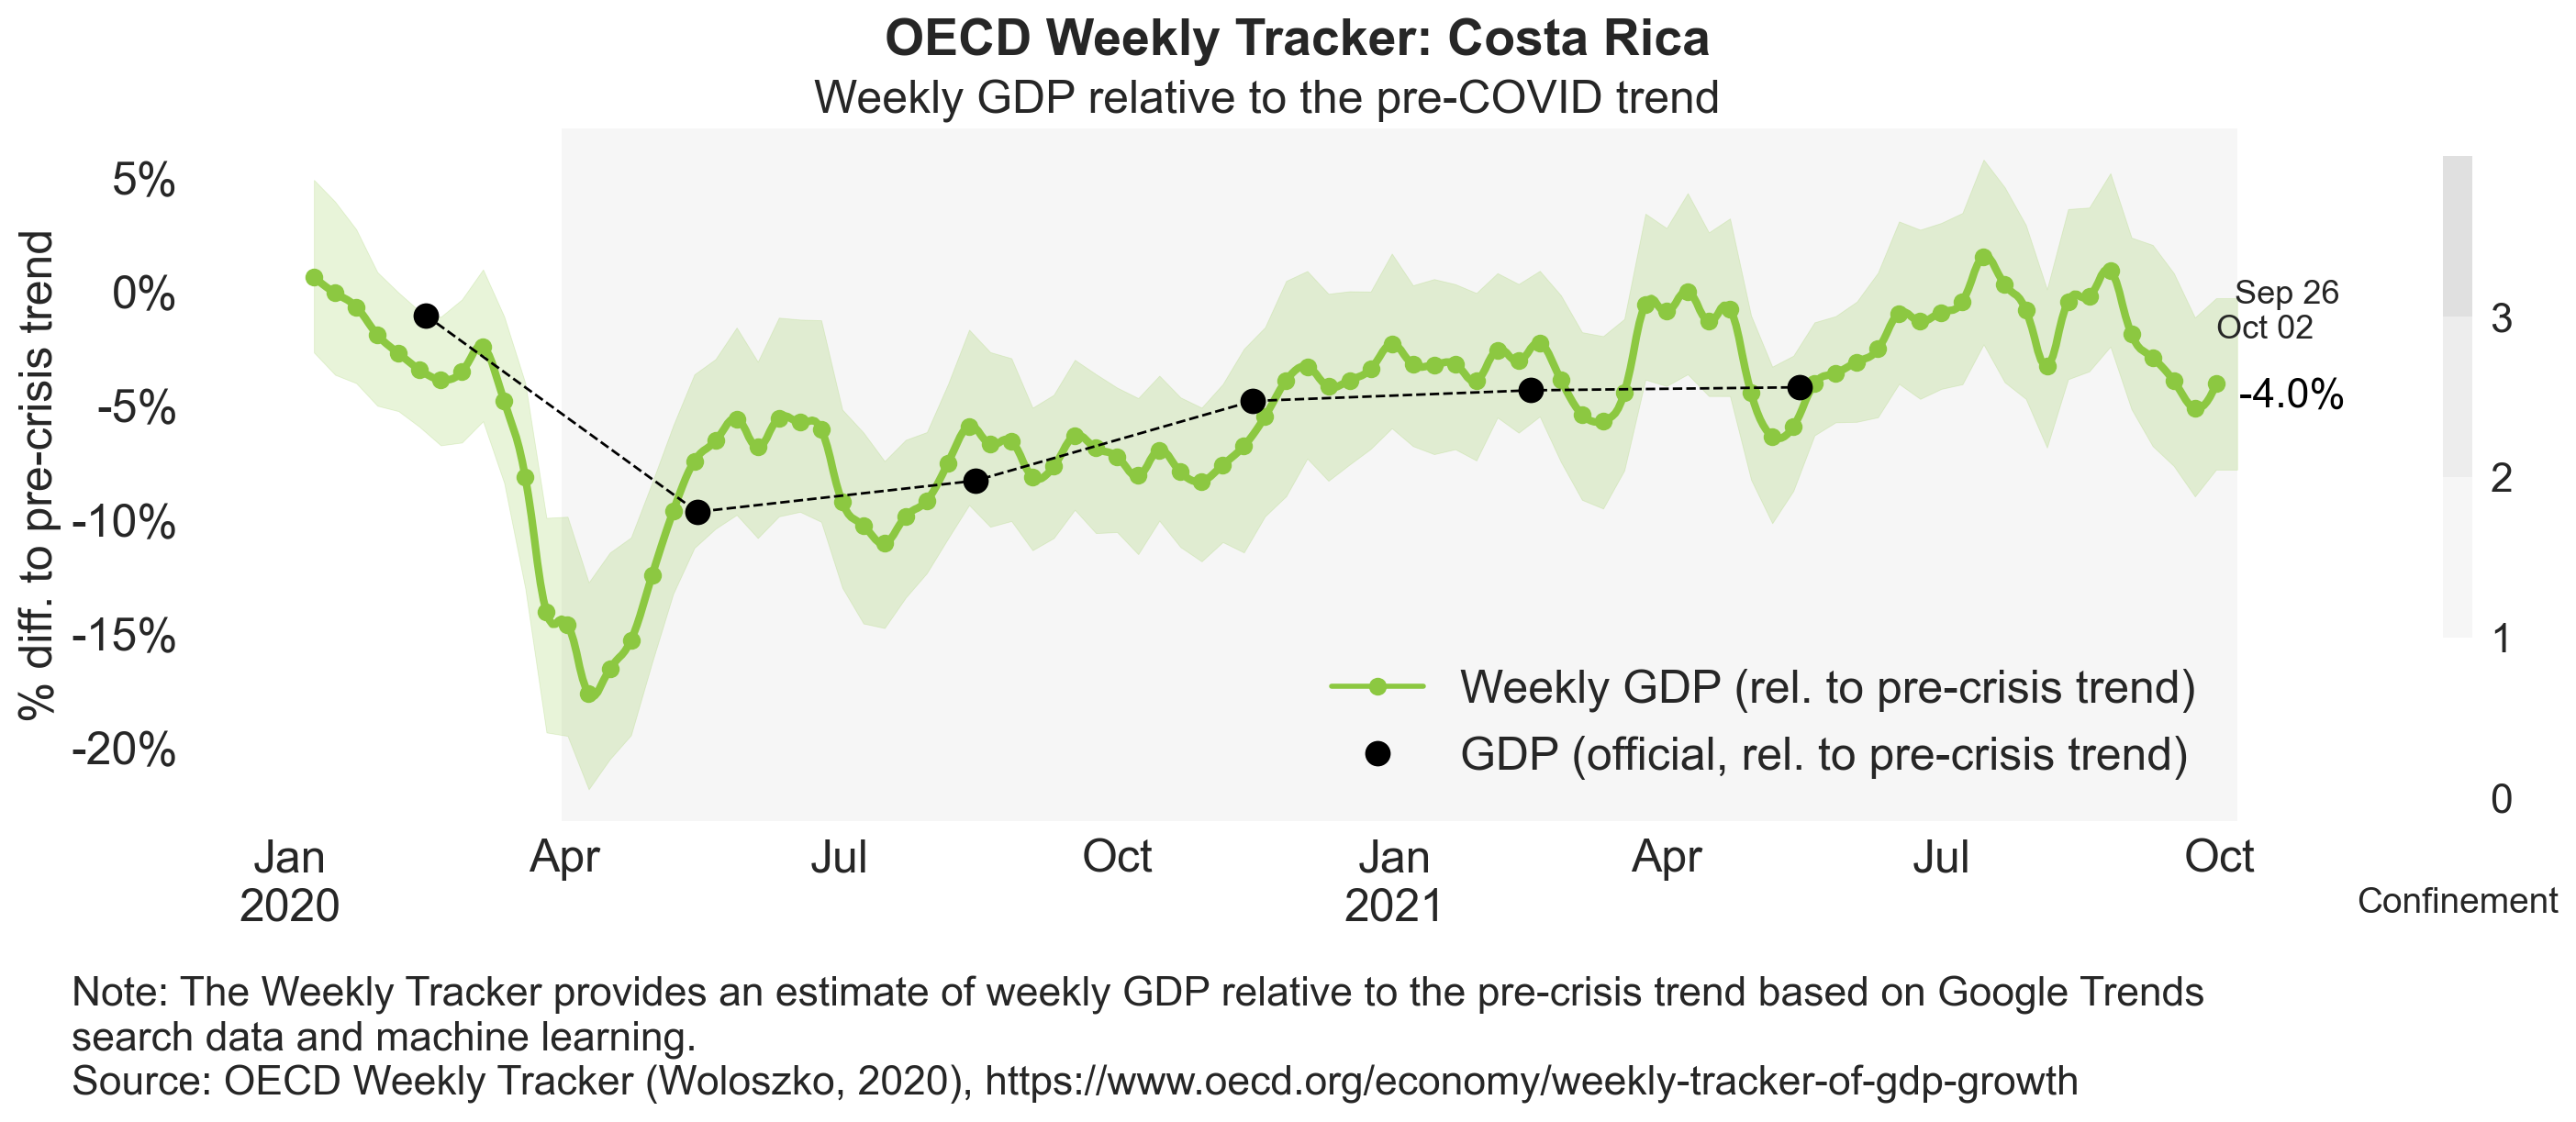 OECD Weekly Tracker: Costa Rica
Weekly GDP relative to the pre-COVID trend
% diff. to pre-crisis trend
5%
0%
-5%
-10%
-15%
-20%
Sep 26
Oct 02
-4.0%
Weekly GDP (rel. to pre-crisis trend)
GDP (official, rel. to pre-crisis trend)
3
2
1
0
Confinement
Jan Apr Jul Oct Jan Apr Jul Oct
2020 2021
Note: The Weekly Tracker provides an estimate of weekly GDP relative to the pre-crisis trend based on Google Trends
search data and machine learning.
Source: OECD Weekly Tracker (Woloszko, 2020), https://www.oecd.org/economy/weekly-tracker-of-gdp-growth